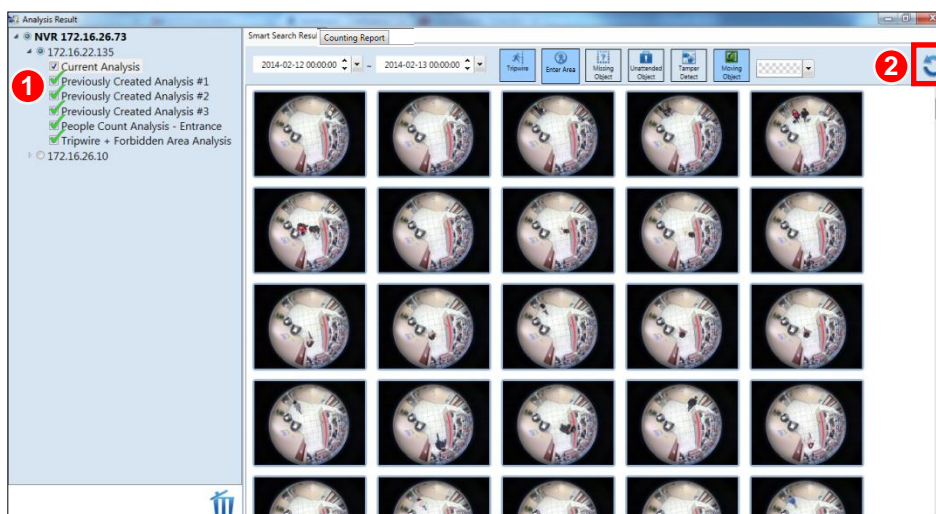 Analysis Result
NVR 172.16.26.73
172.16.22.135
Current Analysis
Previously Created Analysis #1
Previously Created Analysis #2
Previously Created Analysis #3
People Count Analysis - Entrance
Tripwire + Forbidden Area Analysis
172.16.26.10
1
Smart Search Resul
Counting Report
2014-02-12 00:00:00 ~ 2014-02-13 00:00:00
Tripwire
Enter Area
Missing
Object
Unattended
Object
Tamper
Detect
Moving
Object
2